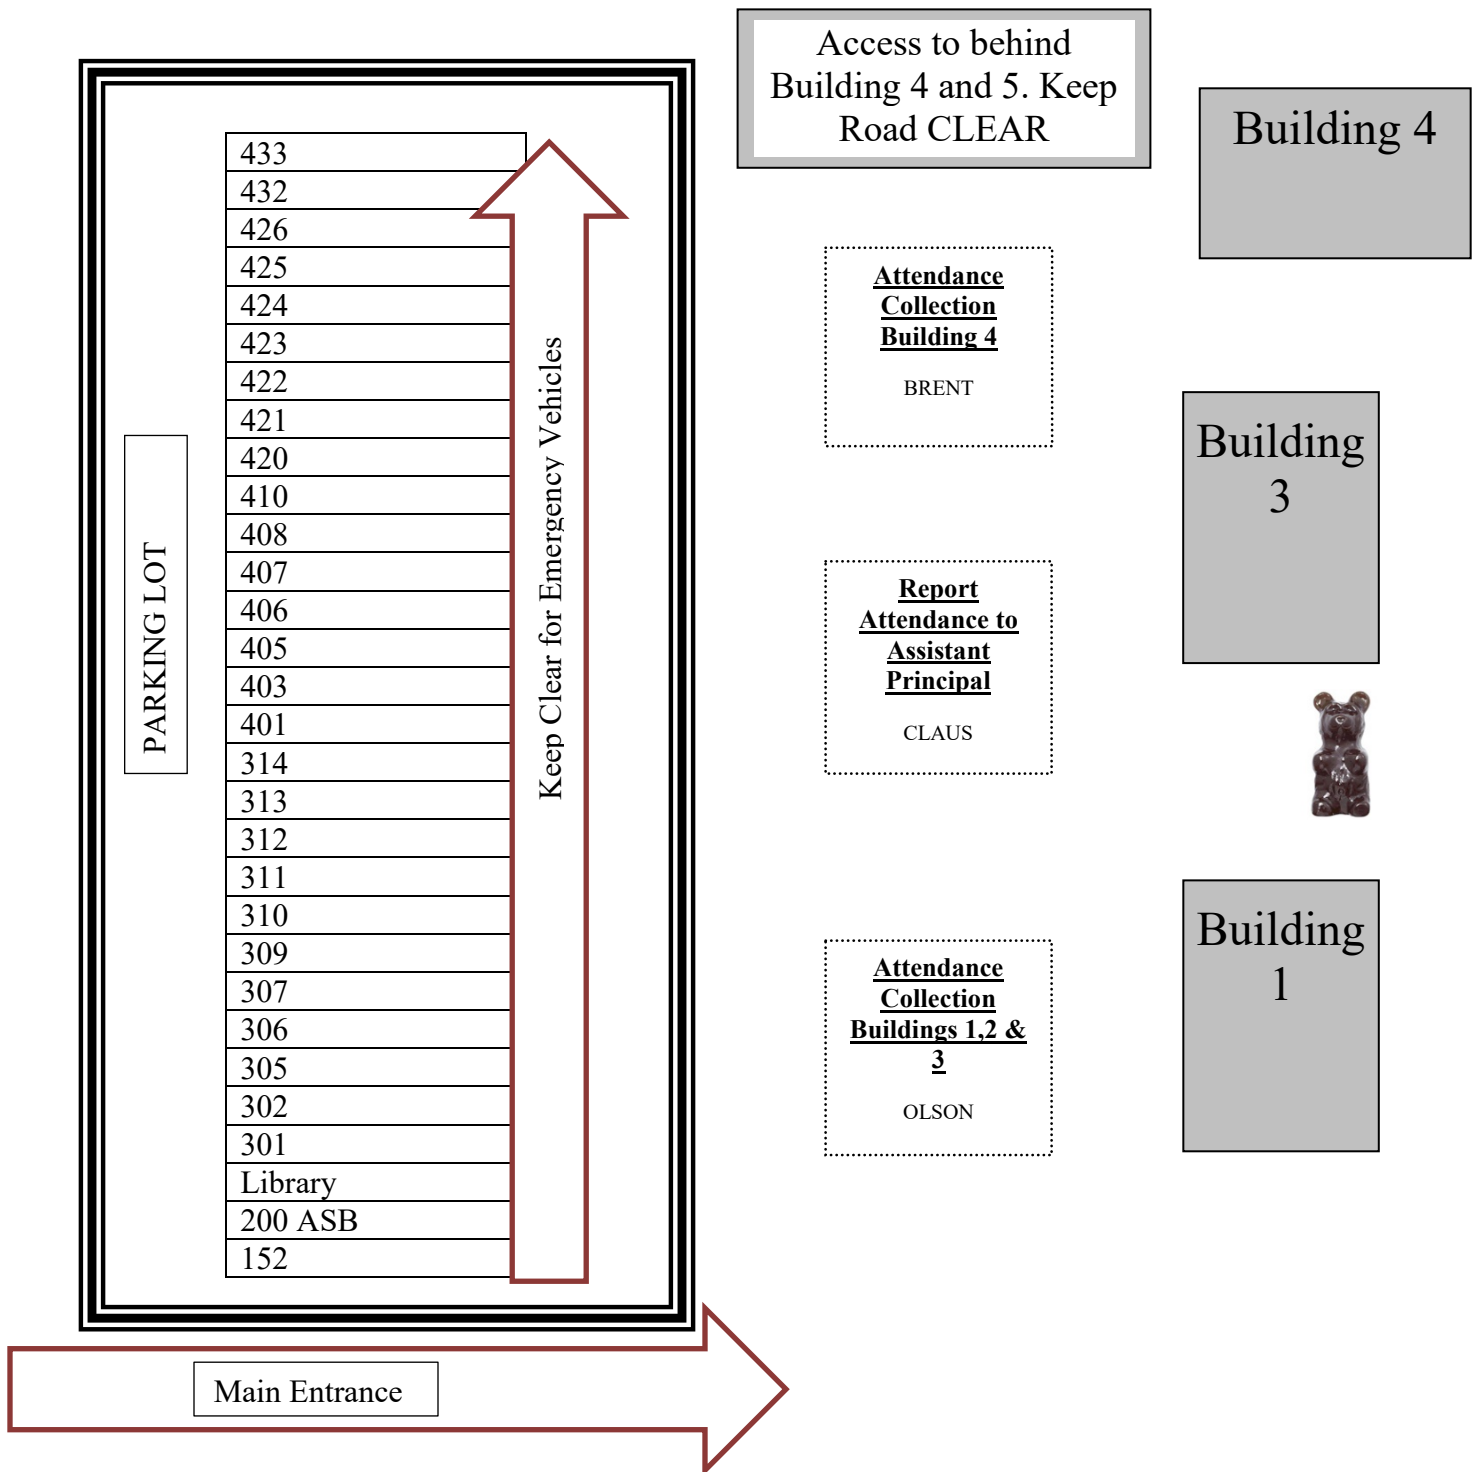 Access to behind
Building 4 and 5. Keep
Road CLEAR
Building 4
433
432
426
425
424
423
422
421
420
410
408
407
406
405
403
401
314
313
312
311
310
309
307
306
305
302
301
Library
200 ASB
152
PARKING LOT
Keep Clear for Emergency Vehicles
Attendance
Collection
Building 4
BRENT
Building
3
Report
Attendance to
Assistant
Principal
CLAUS
Attendance
Collection
Buildings 1,2 &
3
OLSON
Building
1
Main Entrance